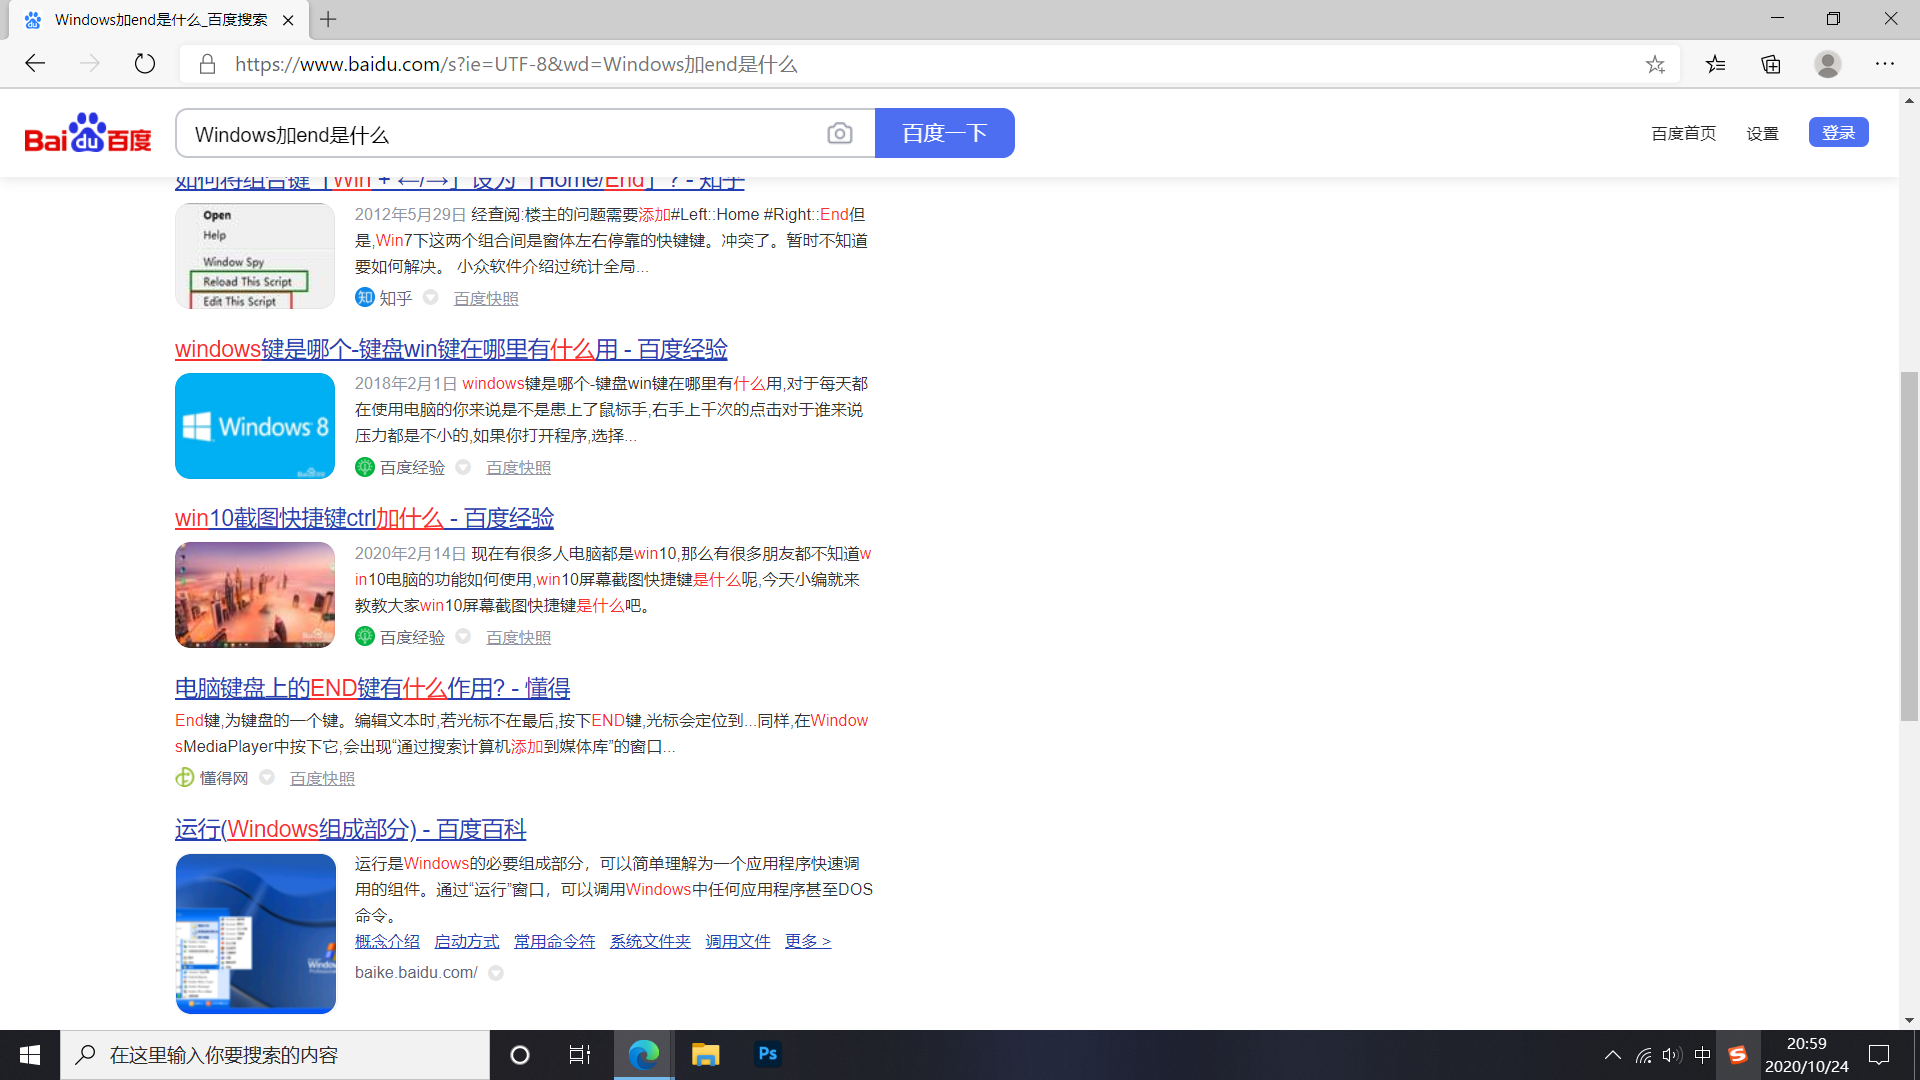 Windows加end是什么_百度搜索
https://www.baidu.com/s?ie=UTF-8&wd=Windows加end是什么
Bai du 百度
Windows加end是什么
百度一下
百度首页
设置
登录
如何将组合键「Win + ←/→」设为「Home/End」? - 知乎
Open
Help
Window Spy
Reload This Script
Edit This Script
2012年5月29日 经查阅:楼主的问题需要添加#Left::Home #Right::End但
是,Win7下这两个组合间是窗体左右停靠的快键键。冲突了。暂时不知道
要如何解决。 小众软件介绍过统计全局...
知 知乎 百度快照
windows键是哪个-键盘win键在哪里有什么用 - 百度经验
Windows 8
2018年2月1日 windows键是哪个-键盘win键在哪里有什么用,对于每天都
在使用电脑的你来说是不是患上了鼠标手,右手上千次的点击对于谁来说
压力都是不小的,如果你打开程序,选择...
百度经验 百度快照
win10截图快捷键ctrl加什么 - 百度经验
2020年2月14日 现在有很多人电脑都是win10,那么有很多朋友都不知道w
in10电脑的功能如何使用,win10屏幕截图快捷键是什么呢,今天小编就来
教教大家win10屏幕截图快捷键是什么吧。
百度经验 百度快照
电脑键盘上的END键有什么作用? - 懂得
End键,为键盘的一个键。编辑文本时,若光标不在最后,按下END键,光标会定位到...同样,在Window
sMediaPlayer中按下它,会出现“通过搜索计算机添加到媒体库”的窗口...
懂得网 百度快照
运行(Windows组成部分) - 百度百科
运行是Windows的必要组成部分，可以简单理解为一个应用程序快速调
用的组件。通过“运行”窗口，可以调用Windows中任何应用程序甚至DOS
命令。
概念介绍 启动方式 常用命令符 系统文件夹 调用文件 更多 >
baike.baidu.com/
在这里输入你要搜索的内容
Ps
中
S
20:59
2020/10/24